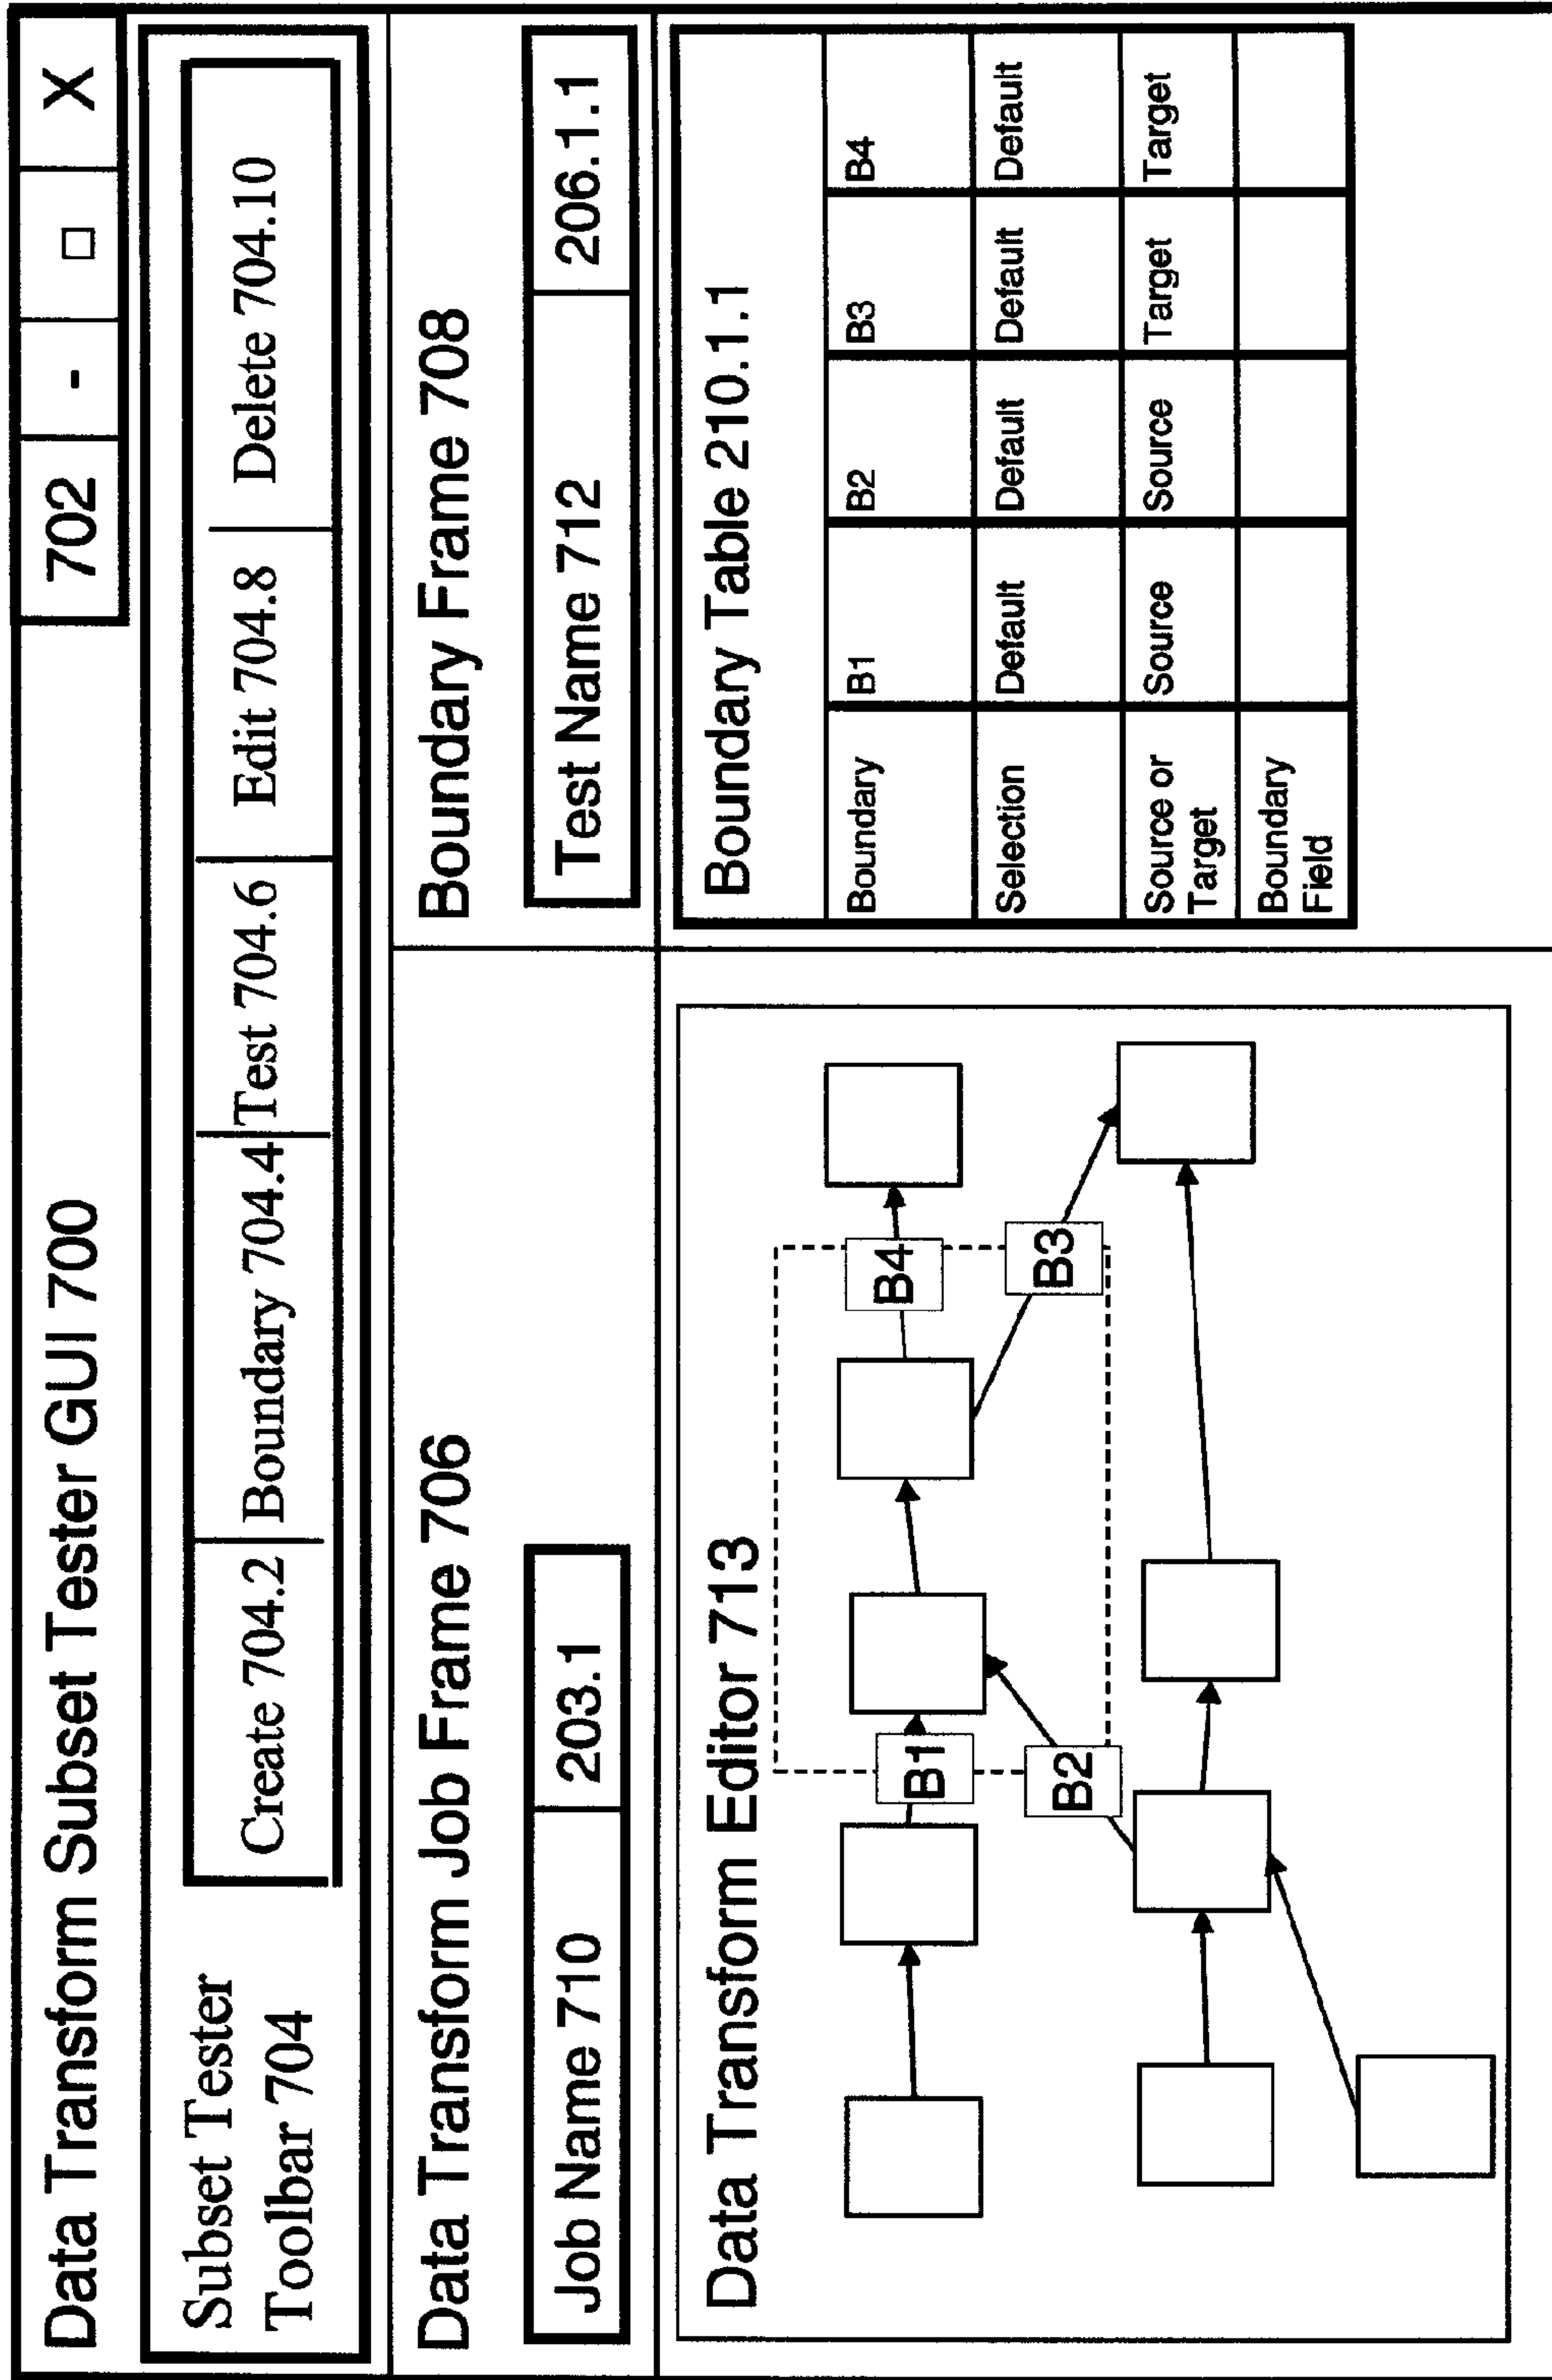 Data Transform Subset Tester GUI 700
702 - □ X
Subset Tester
Toolbar 704
Create 704.2 Boundary 704.4 Test 704.6 Edit 704.8 Delete 704.10
Data Transform Job Frame 706
Job Name 710 203.1
Boundary Frame 708
Test Name 712 206.1.1
Data Transform Editor 713
B1
B2
B4
B3
Boundary Table 210.1.1
Boundary B1 B2 B3 B4
Selection Default Default Default Default
Source or
Target Source Source Target Target
Boundary
Field